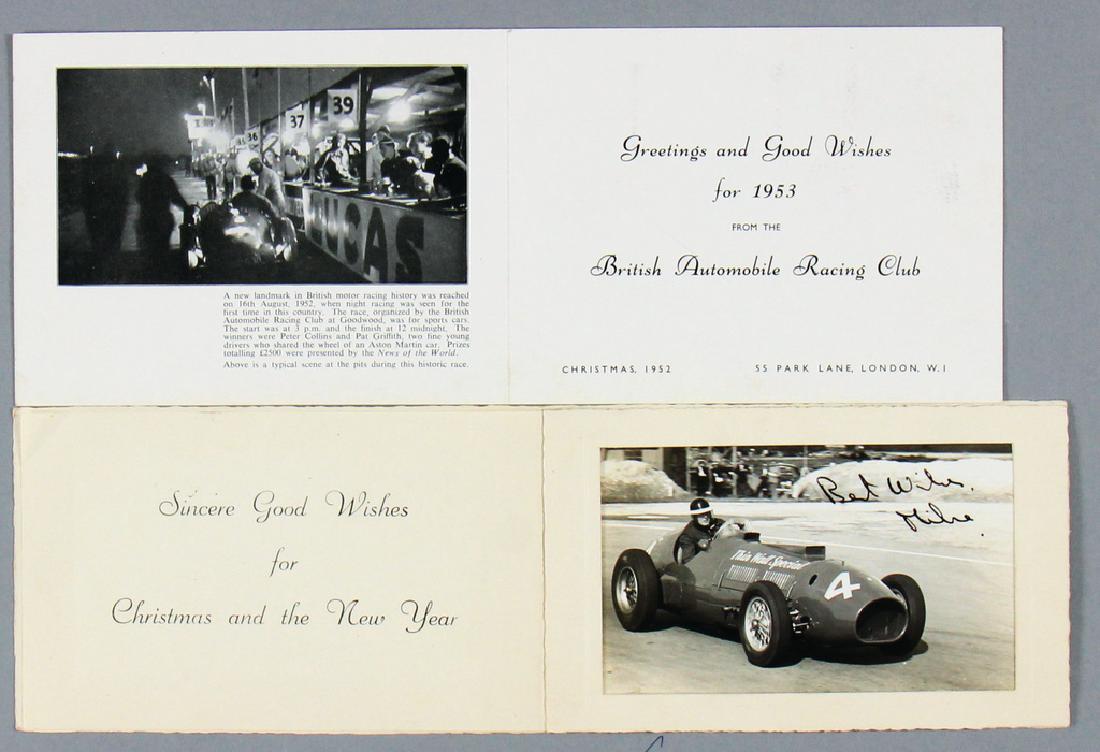 39
37
36
LUCAS
A new landmark in British motor racing history was reached
on 16th August, 1952, when night racing was seen for the
first time in this country. The race, organized by the British
Automobile Racing Club at Goodwood, was for sports cars.
The start was at 3 p.m. and the finish at 12 midnight. The
winners were Peter Collins and Pat Griffith, two fine young
drivers who shared the wheel of an Aston Martin car. Prizes
totalling £2500 were presented by the News of the World.
Above is a typical scene at the pits during this historic race.
Greetings and Good Wishes
for 1953
FROM THE
British Automobile Racing Club
CHRISTMAS, 1952 55 PARK LANE, LONDON, W.1
Sincere Good Wishes
for
Christmas and the New Year
Best Wishes,
Mike.
Thin Wall Special
4